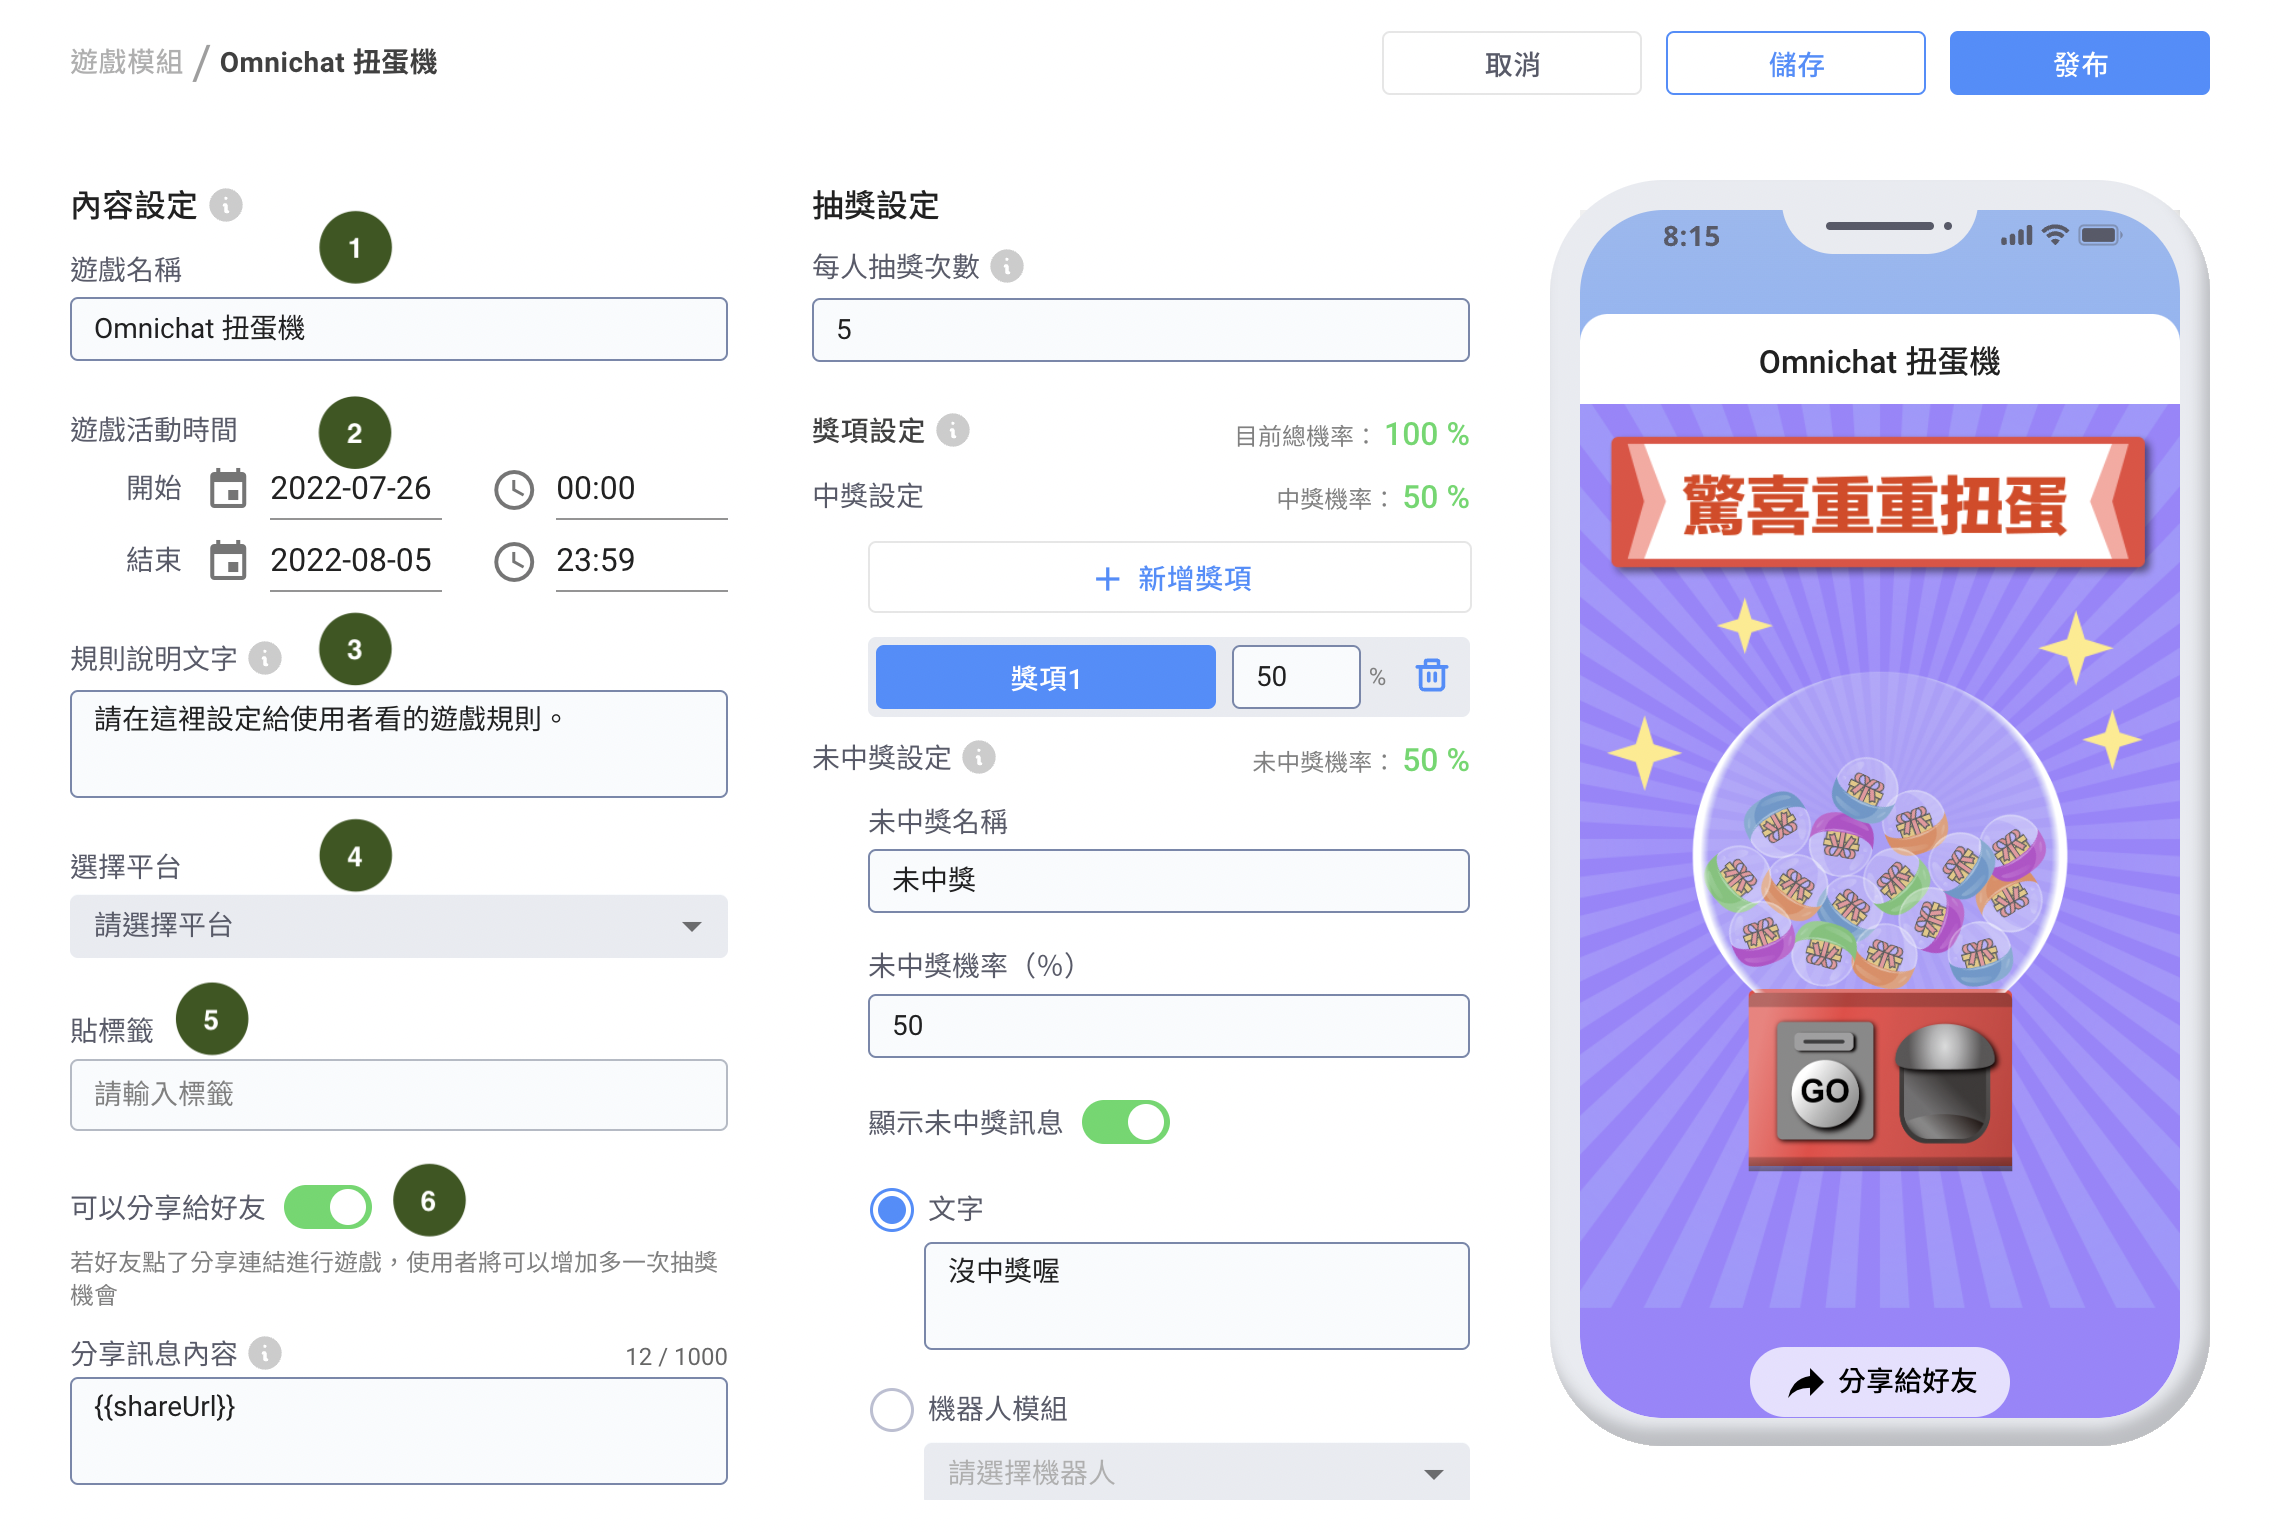 遊戲模組 / Omnichat 扭蛋機
取消
儲存
發布
內容設定
1
遊戲名稱
Omnichat 扭蛋機
遊戲活動時間
2
開始 2022-07-26 00:00
結束 2022-08-05 23:59
規則說明文字
3
請在這裡設定給使用者看的遊戲規則。
選擇平台
4
請選擇平台
貼標籤
5
請輸入標籤
可以分享給好友
6
若好友點了分享連結進行遊戲，使用者將可以增加多一次抽獎
機會
分享訊息內容
12 / 1000
{{shareUrl}}
抽獎設定
每人抽獎次數
5
獎項設定
目前總機率： 100 %
中獎設定
中獎機率： 50 %
+ 新增獎項
獎項1
50
%
未中獎設定
未中獎機率： 50 %
未中獎名稱
未中獎
未中獎機率（%）
50
顯示未中獎訊息
文字
沒中獎喔
機器人模組
請選擇機器人
8:15
Omnichat 扭蛋機
驚喜重重扭蛋
GO
分享給好友